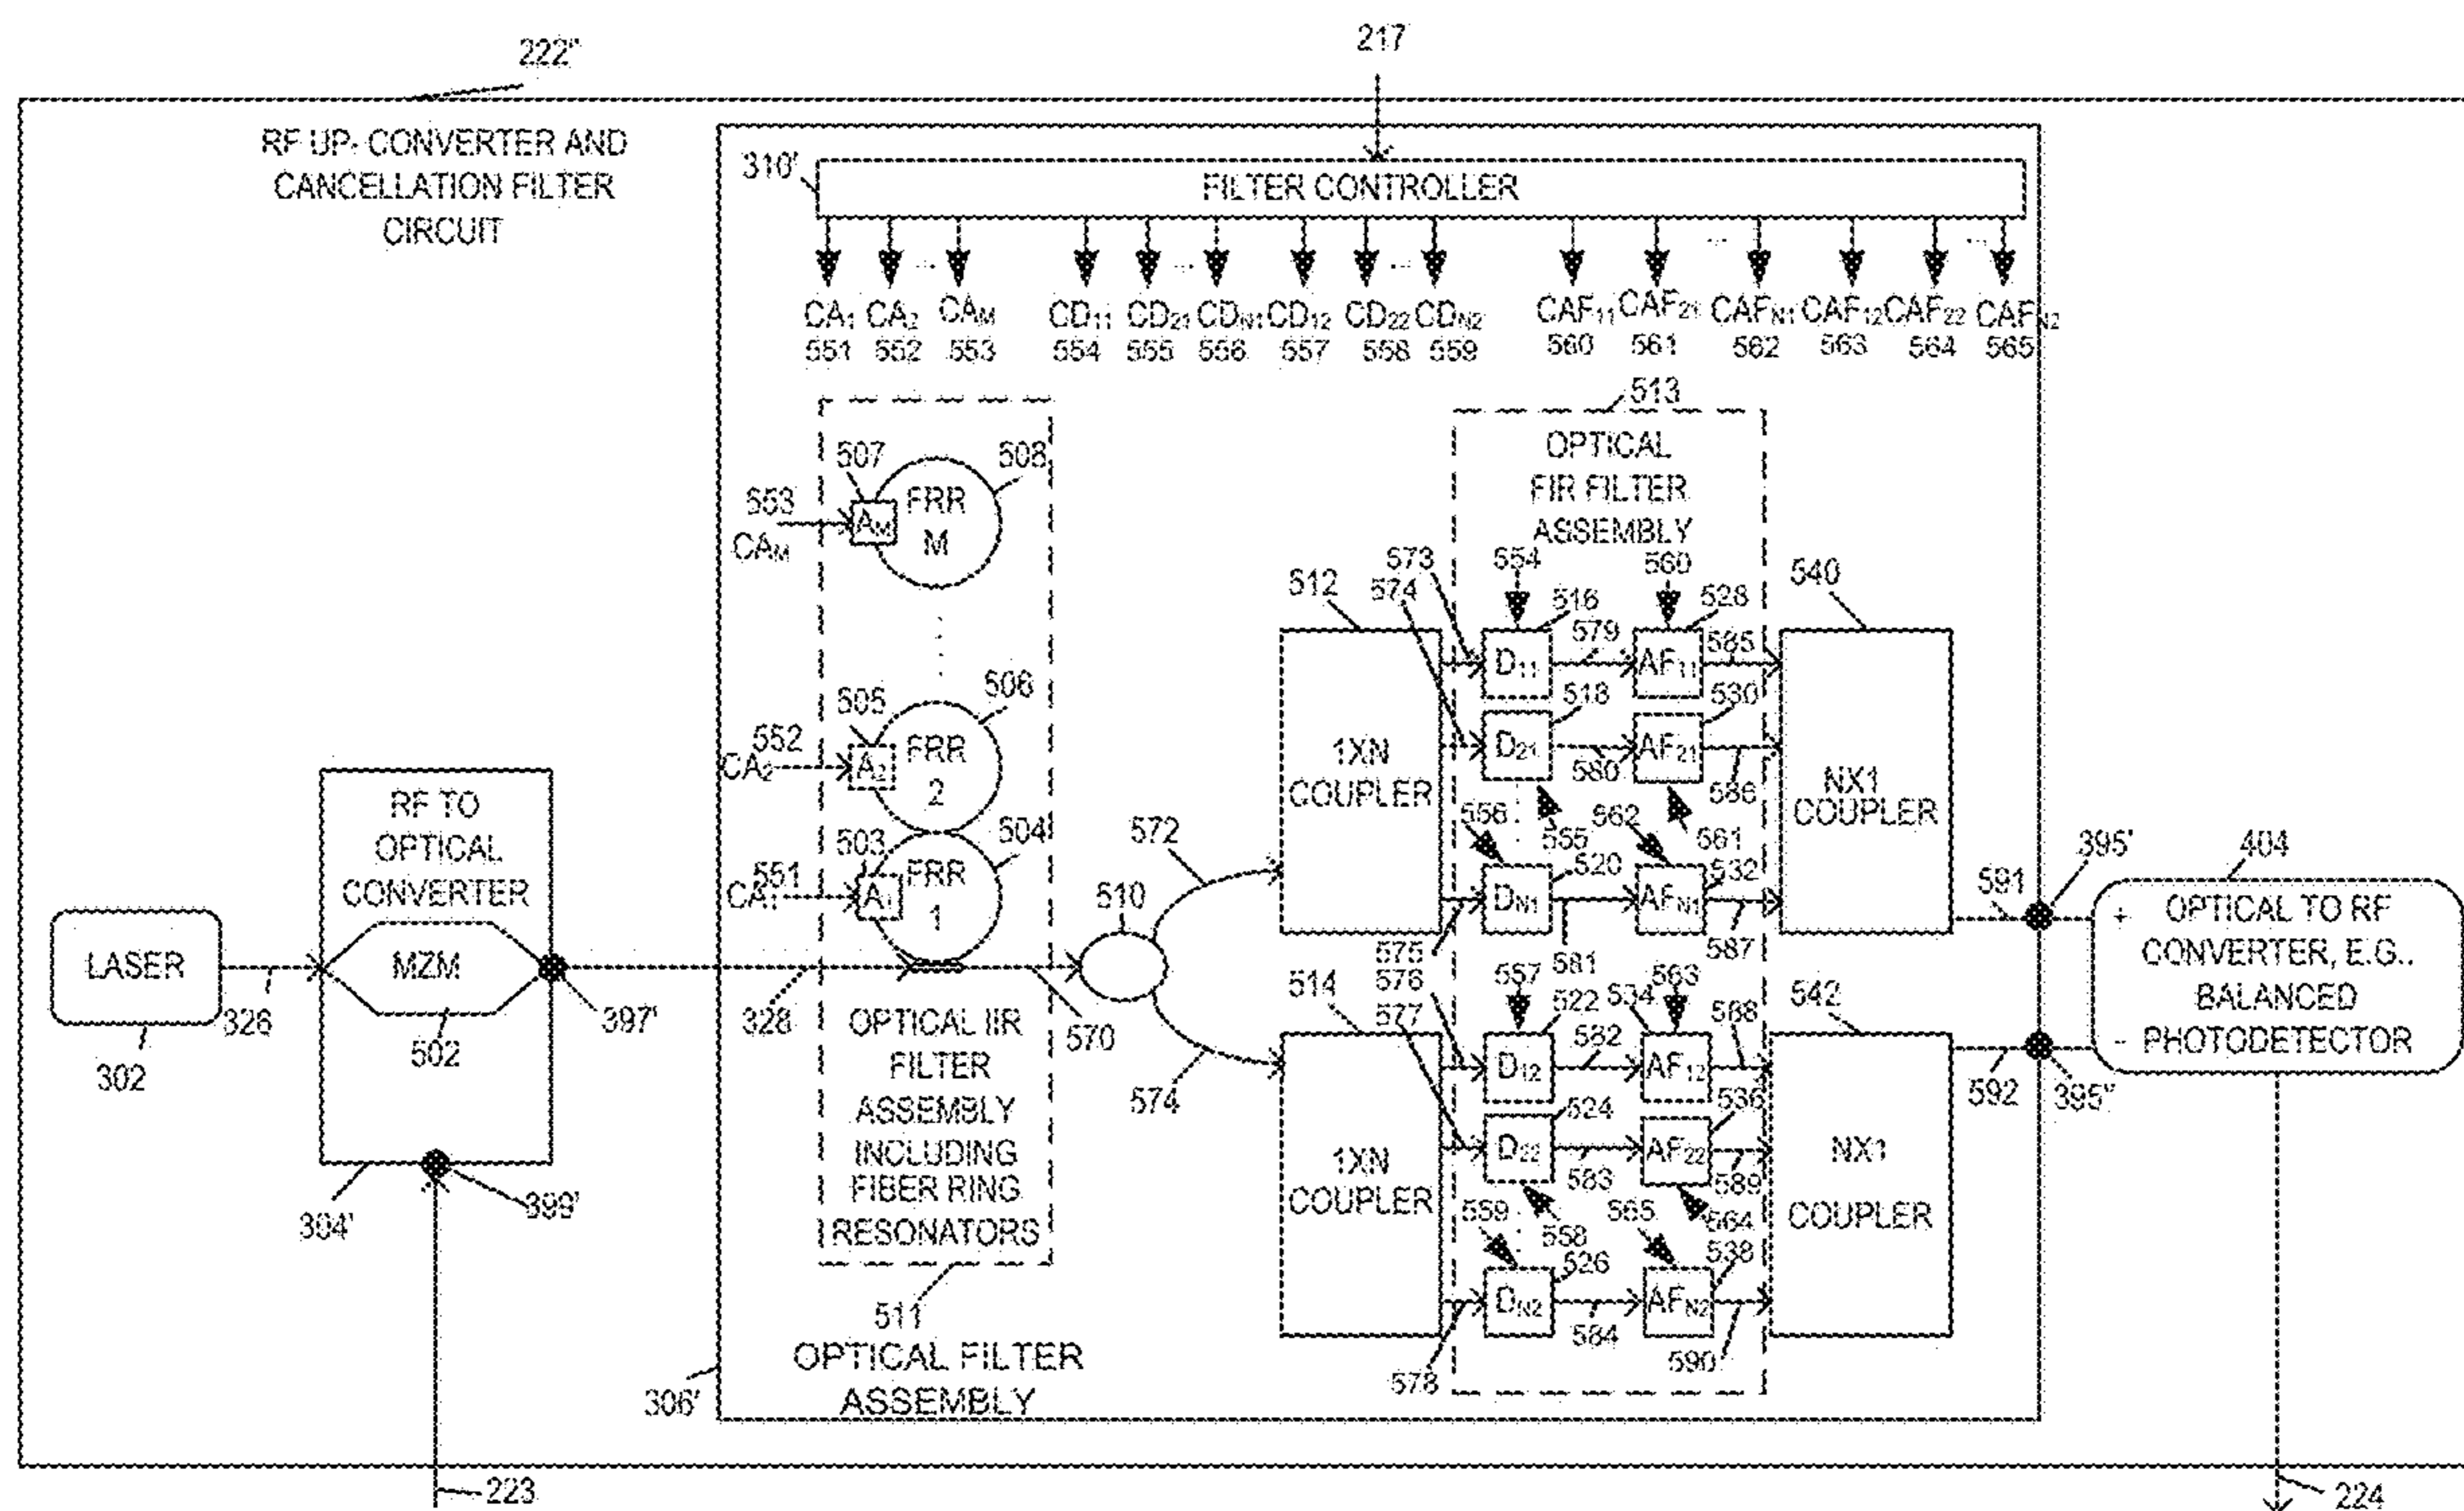 222"
217
RF UP- CONVERTER AND
CANCELLATION FILTER
CIRCUIT
310'
FILTER CONTROLLER
CA₁ CA₂ ... CAM CD₁₁ CD₂₁ ... CDN1 CD₁₂ CD₂₂ ... CDN2 CAF₁₁ CAF₂₁ ... CAFN1 CAF₁₂ CAF₂₂ ... CAFN2
551 552 553 554 555 556 557 558 559 560 561 562 563 564 565
513
OPTICAL
FIR FILTER
ASSEMBLY
507 508
553
CAM
AM
FRR
M
505 506
552
CA₂
A₂
FRR
2
503 504
551
CA₁
A₁
FRR
1
512
573
574
554 560
516 528
579 585
540
D₁₁ AF₁₁
518 530
D₂₁ AF₂₁
580 586
1XN
COUPLER
NX1
COUPLER
556 562
555 561
520 532
DN1 AFN1
575 581 587
RF TO
OPTICAL
CONVERTER
LASER
MZM
326
302
502
397'
328
570
510
572
574
591
395'
404
+ OPTICAL TO RF
CONVERTER, E.G.,
BALANCED
- PHOTODETECTOR
592
395"
OPTICAL IIR
FILTER
ASSEMBLY
INCLUDING
FIBER RING
RESONATORS
511
514
576
577
557 563
522 534
582 588
542
D₁₂ AF₁₂
524 536
D₂₂ AF₂₂
583 589
1XN
COUPLER
NX1
COUPLER
559 565
558 564
526 538
DN2 AFN2
578 584 590
304'
399'
OPTICAL FILTER
ASSEMBLY
306'
223
224